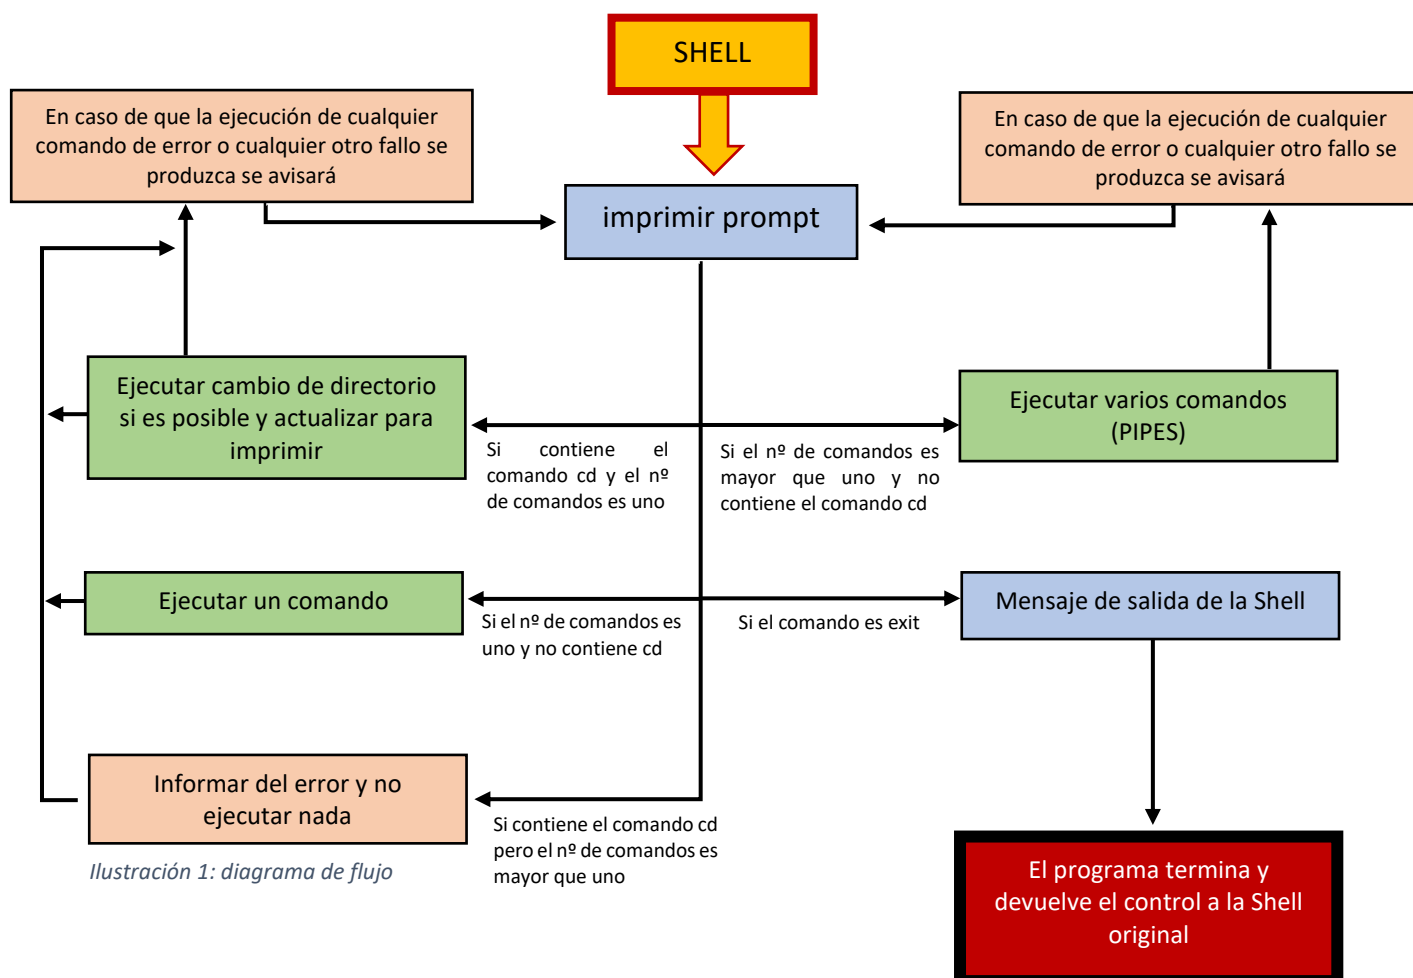 SHELL
En caso de que la ejecución de cualquier
comando de error o cualquier otro fallo se
produzca se avisará
En caso de que la ejecución de cualquier
comando de error o cualquier otro fallo se
produzca se avisará
imprimir prompt
Ejecutar cambio de directorio
si es posible y actualizar para
imprimir
Ejecutar varios comandos
(PIPES)
Si contiene el
comando cd y el nº
de comandos es uno
Si el nº de comandos es
mayor que uno y no
contiene el comando cd
Ejecutar un comando
Mensaje de salida de la Shell
Si el nº de comandos es
uno y no contiene cd
Si el comando es exit
Informar del error y no
ejecutar nada
Si contiene el comando cd
pero el nº de comandos es
mayor que uno
Ilustración 1: diagrama de flujo
El programa termina y
devuelve el control a la Shell
original